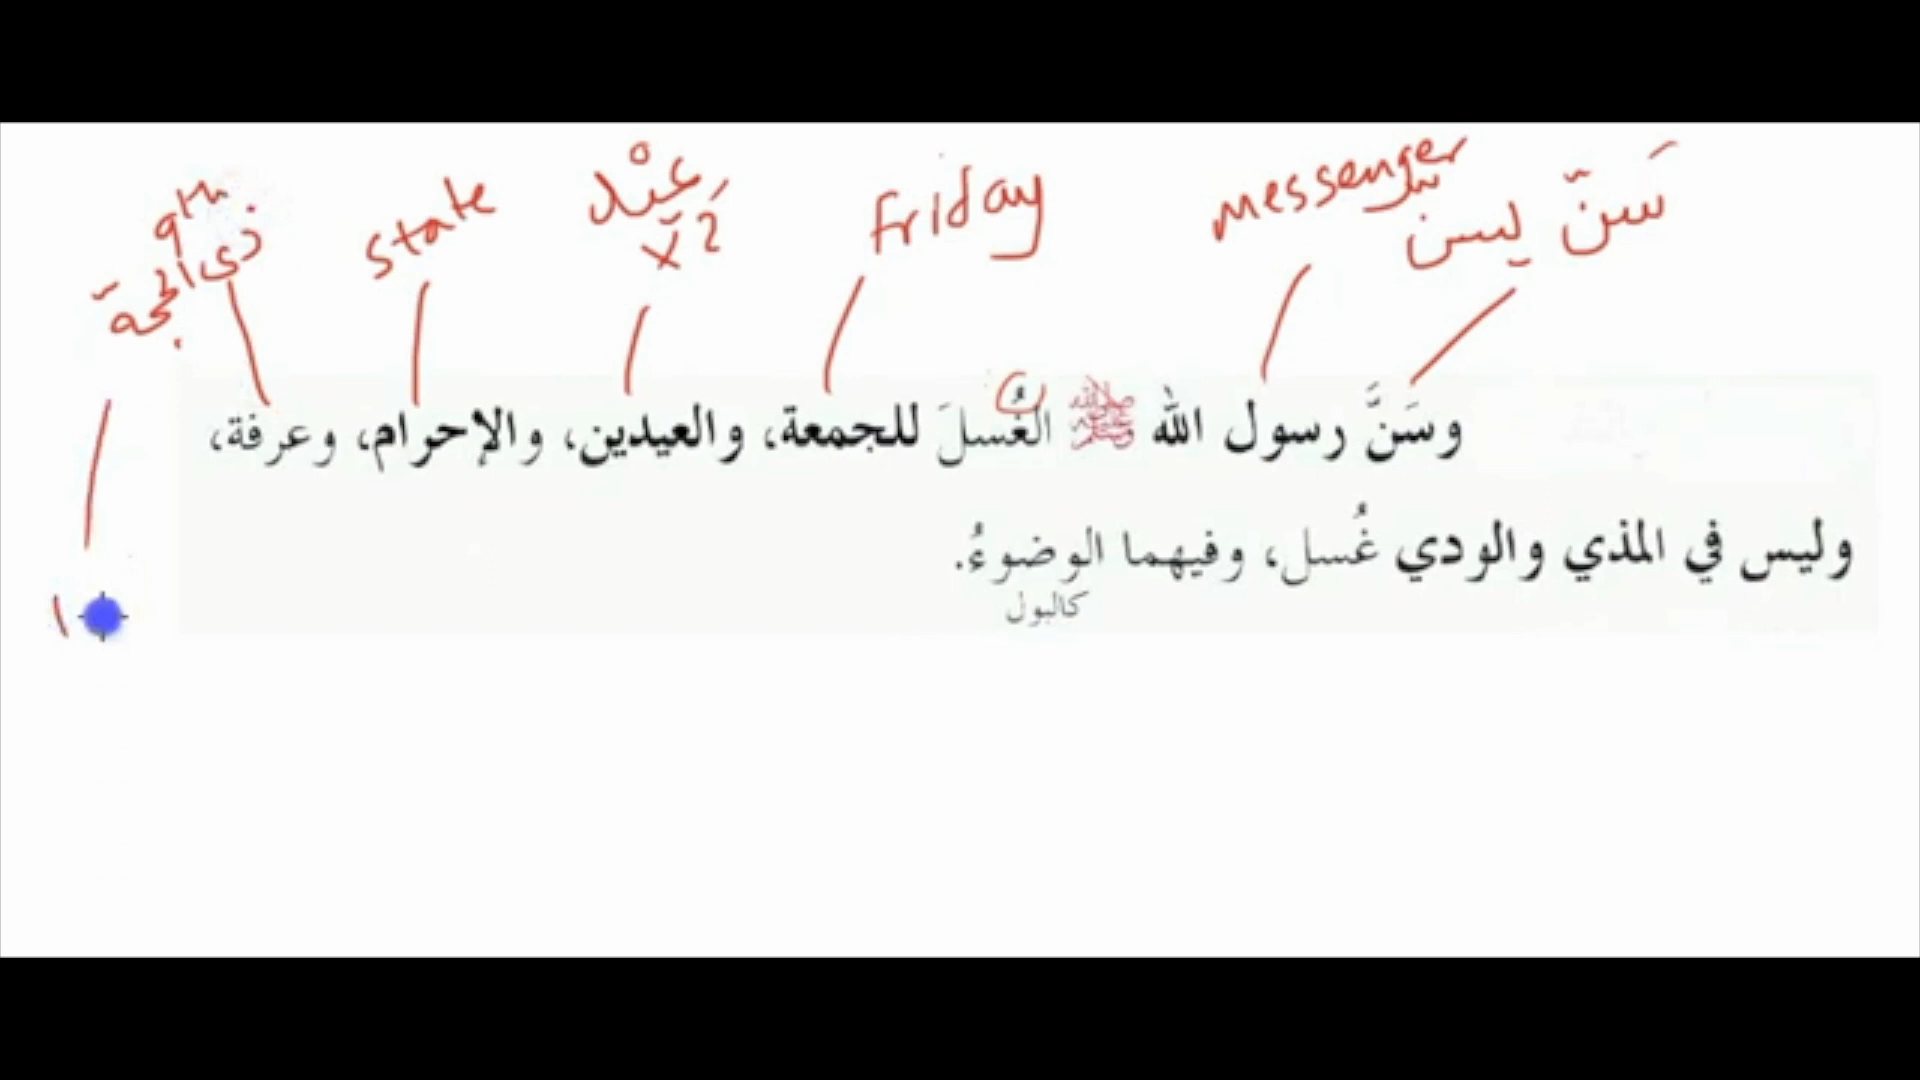 سَنّ يسن
messenger
Friday
عِيْد
x2
state
9th
ذي الحجة
وسَنَّ رسول الله ﷺ الغُسلَ للجمعة، والعيدين، والإحرام، وعرفة،
وليس في المذي والودي غُسل، وفيهما الوضوءُ.
كالبول